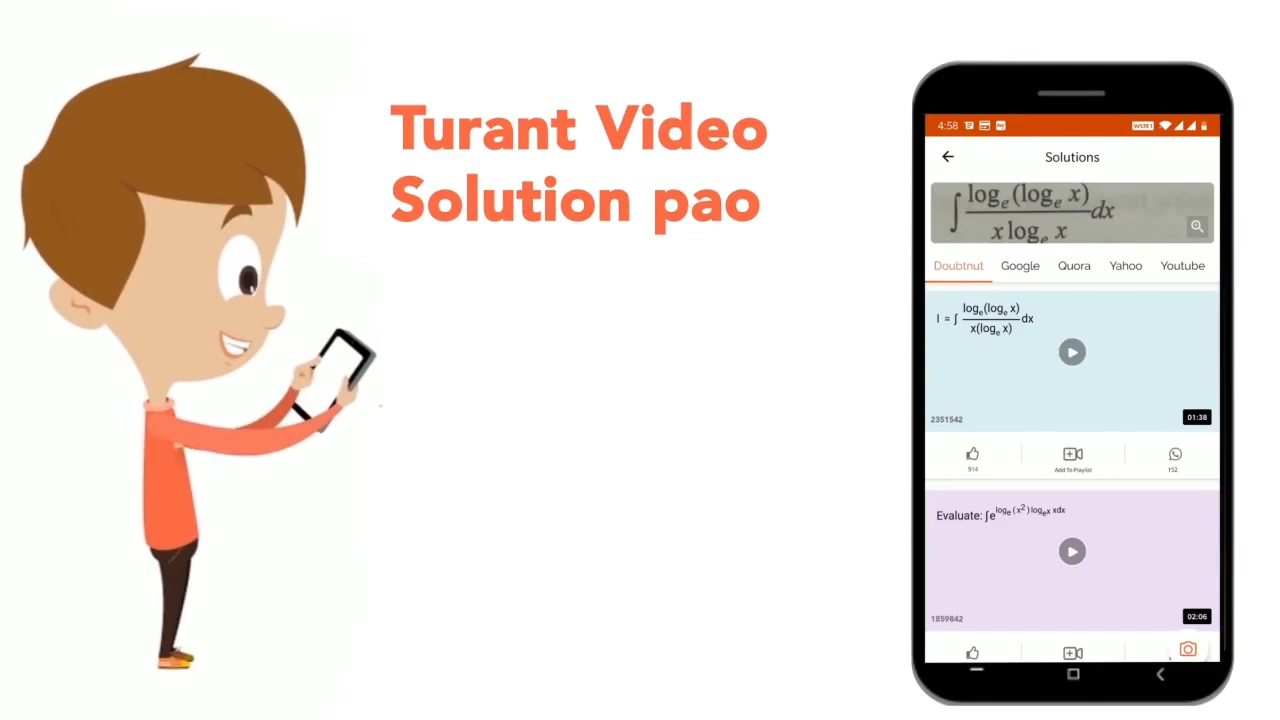 Turant Video
Solution pao
4:58
VoLTE1
Solutions
∫ logₑ(logₑ x) / x logₑ x dx
Doubtnut Google Quora Yahoo Youtube
I = ∫ logₑ(logₑ x) / x(logₑ x) dx
2351542 01:38
914 Add To Playlist 152
Evaluate: ∫e^logₑ(x²)logₑx xdx
1859842 02:06